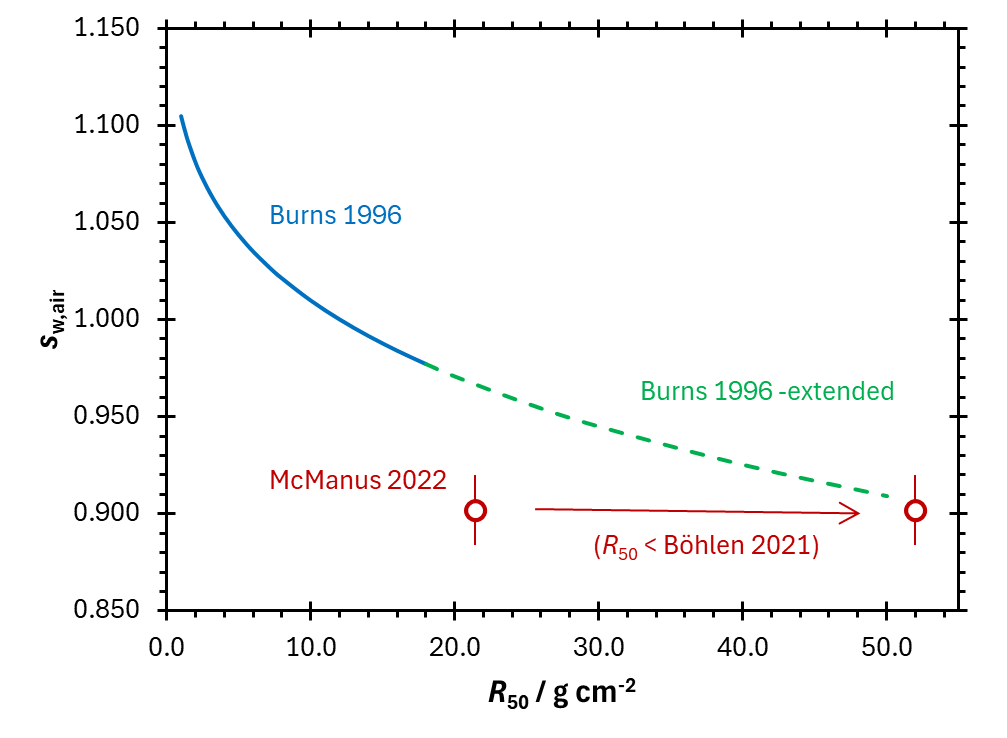 1.150
1.100
1.050
1.000
0.950
0.900
0.850
s_w,air
Burns 1996
Burns 1996 -extended
McManus 2022
(R₅₀ < Böhlen 2021)
0.0 10.0 20.0 30.0 40.0 50.0
R₅₀ / g cm⁻²